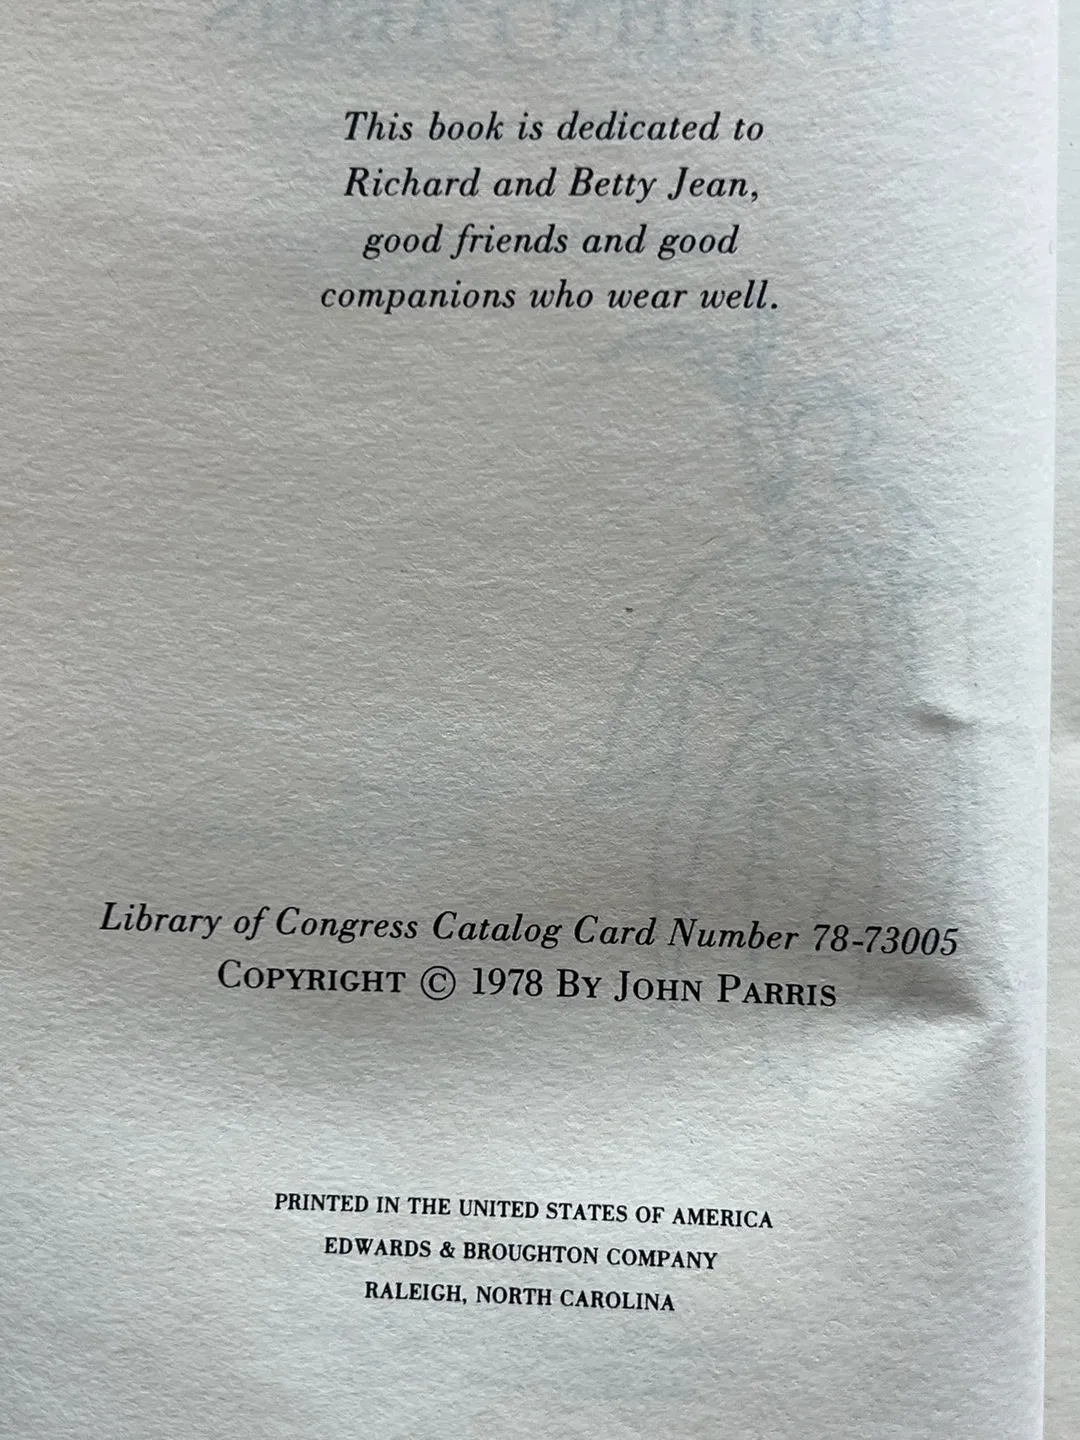 This book is dedicated to
Richard and Betty Jean,
good friends and good
companions who wear well.
Library of Congress Catalog Card Number 78-73005
COPYRIGHT © 1978 BY JOHN PARRIS
PRINTED IN THE UNITED STATES OF AMERICA
EDWARDS & BROUGHTON COMPANY
RALEIGH, NORTH CAROLINA